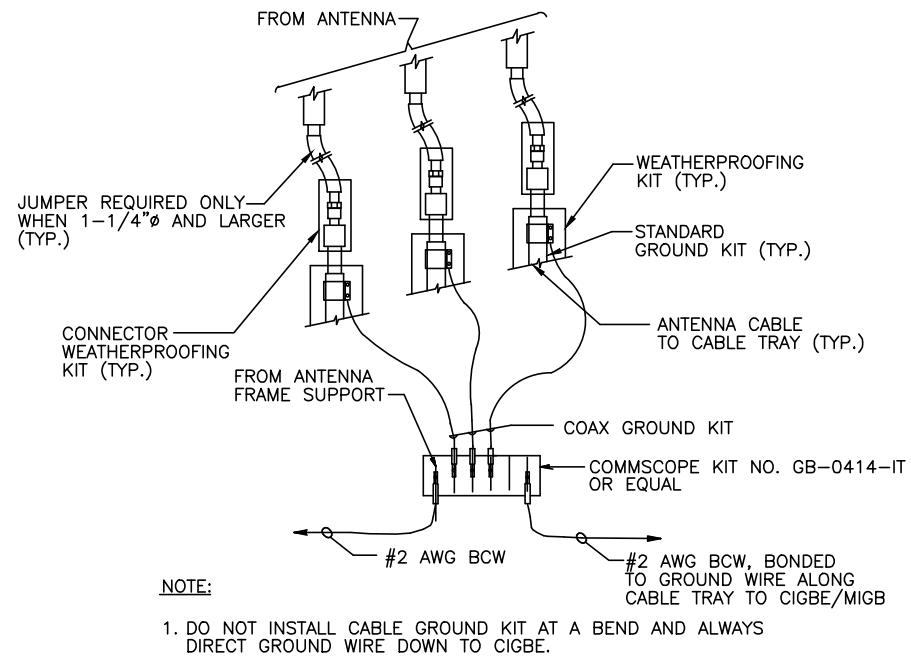 FROM ANTENNA
JUMPER REQUIRED ONLY
WHEN 1-1/4"ø AND LARGER
(TYP.)
WEATHERPROOFING
KIT (TYP.)
STANDARD
GROUND KIT (TYP.)
CONNECTOR
WEATHERPROOFING
KIT (TYP.)
ANTENNA CABLE
TO CABLE TRAY (TYP.)
FROM ANTENNA
FRAME SUPPORT
COAX GROUND KIT
COMMSCOPE KIT NO. GB-0414-IT
OR EQUAL
#2 AWG BCW
#2 AWG BCW, BONDED
TO GROUND WIRE ALONG
CABLE TRAY TO CIGBE/MIGB
NOTE:
1. DO NOT INSTALL CABLE GROUND KIT AT A BEND AND ALWAYS
DIRECT GROUND WIRE DOWN TO CIGBE.